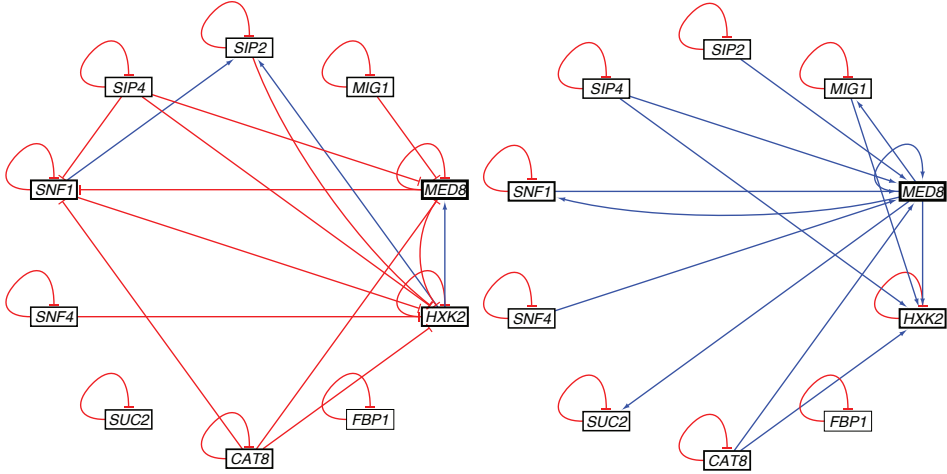 SIP2
SIP4
MIG1
SNF1
MED8
SNF4
HXK2
SUC2
FBP1
CAT8
SIP2
SIP4
MIG1
SNF1
MED8
SNF4
HXK2
SUC2
FBP1
CAT8